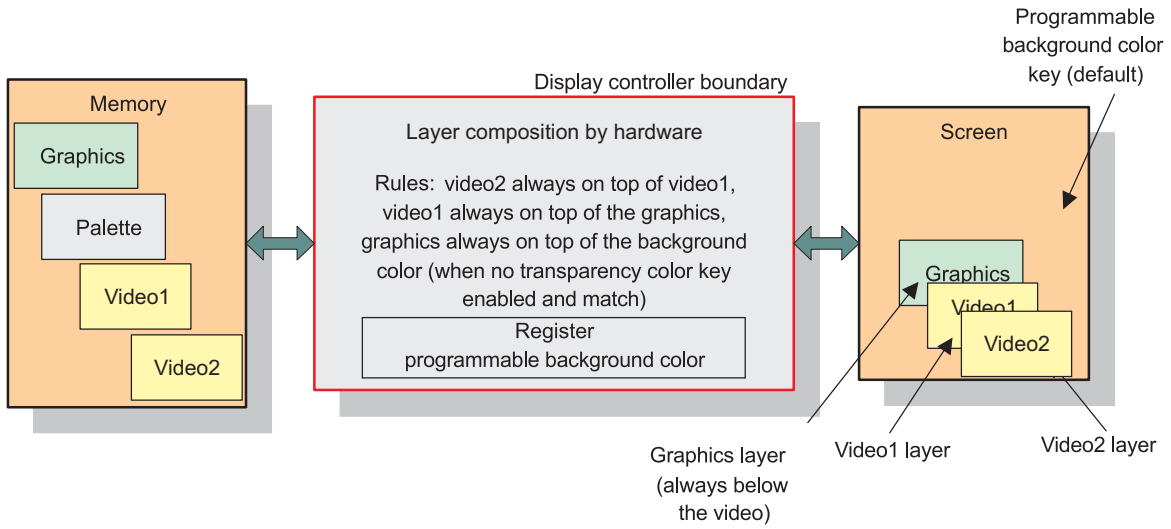 Programmable
background color
key (default)
Display controller boundary
Memory
Graphics
Palette
Video1
Video2
Layer composition by hardware
Rules: video2 always on top of video1,
video1 always on top of the graphics,
graphics always on top of the background
color (when no transparency color key
enabled and match)
Register
programmable background color
Screen
Graphics
Video1
Video2
Graphics layer
(always below
the video)
Video1 layer
Video2 layer